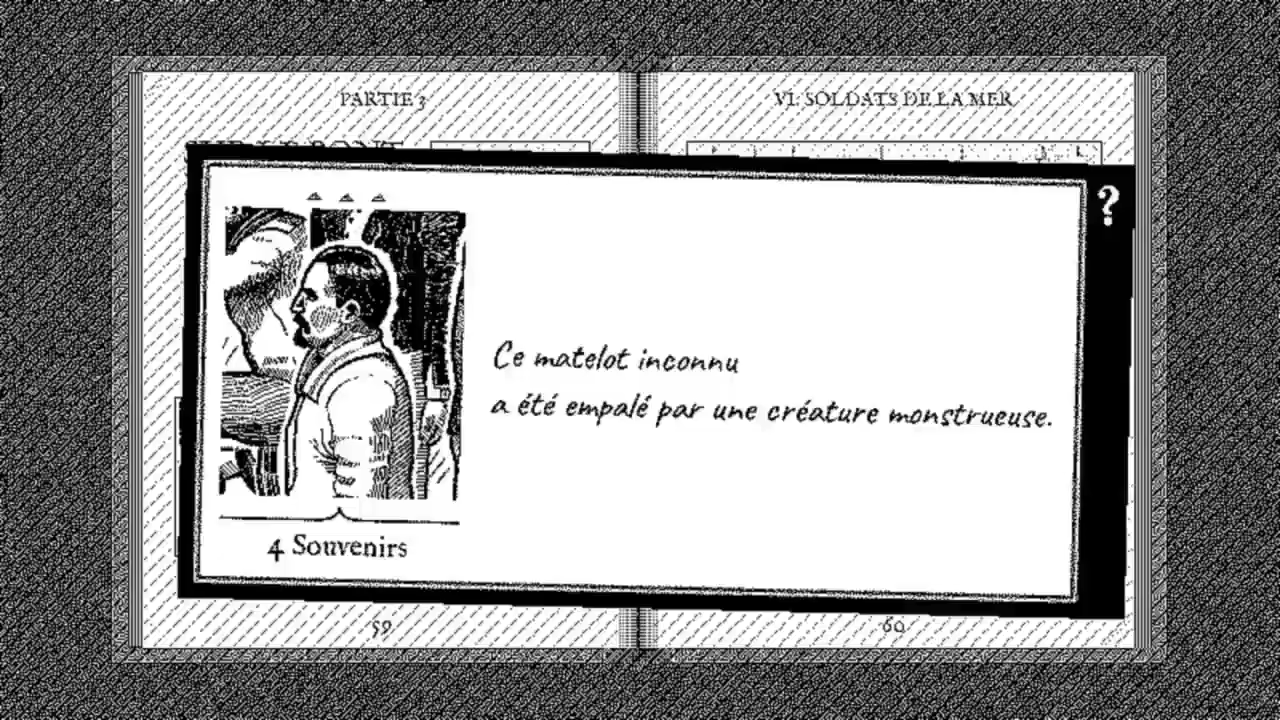 PARTIE 3
VI. SOLDATS DE LA MER
?
Ce matelot inconnu
a été empalé par une créature monstrueuse.
4 Souvenirs
59
60